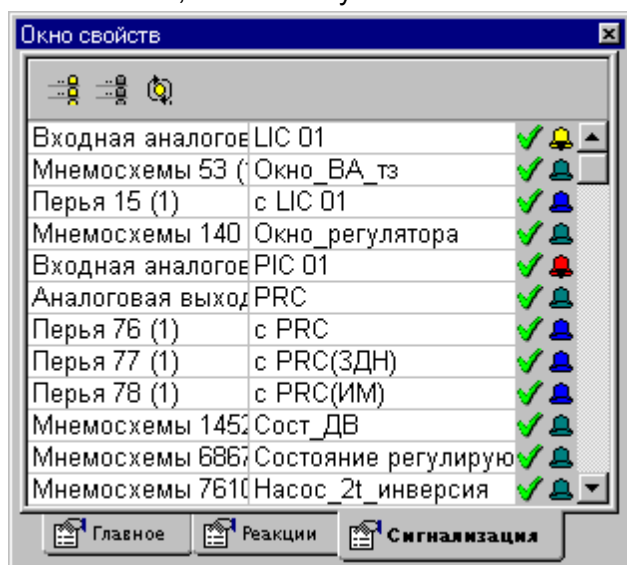 Окно свойств
Входная аналогов LIC 01
Мнемосхемы 53 ( Окно_ВА_тз
Перья 15 (1) с LIC 01
Мнемосхемы 140 Окно_регулятора
Входная аналогов PIC 01
Аналоговая выход PRC
Перья 76 (1) с PRC
Перья 77 (1) с PRC(ЗДН)
Перья 78 (1) с PRC(ИМ)
Мнемосхемы 1452 Сост_ДВ
Мнемосхемы 6867 Состояние регулирую
Мнемосхемы 7610 Насос_2t_инверсия
Главное Реакции Сигнализация